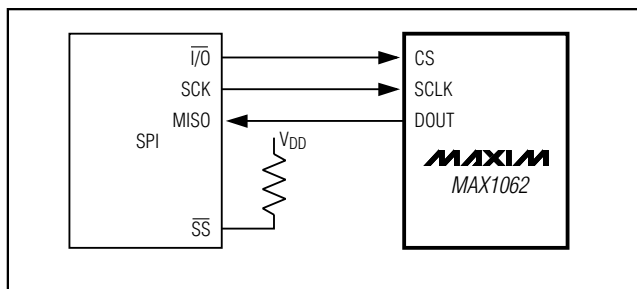 I/O
CS
SCK
SCLK
MISO
DOUT
SPI
VDD
MAXIM
MAX1062
SS